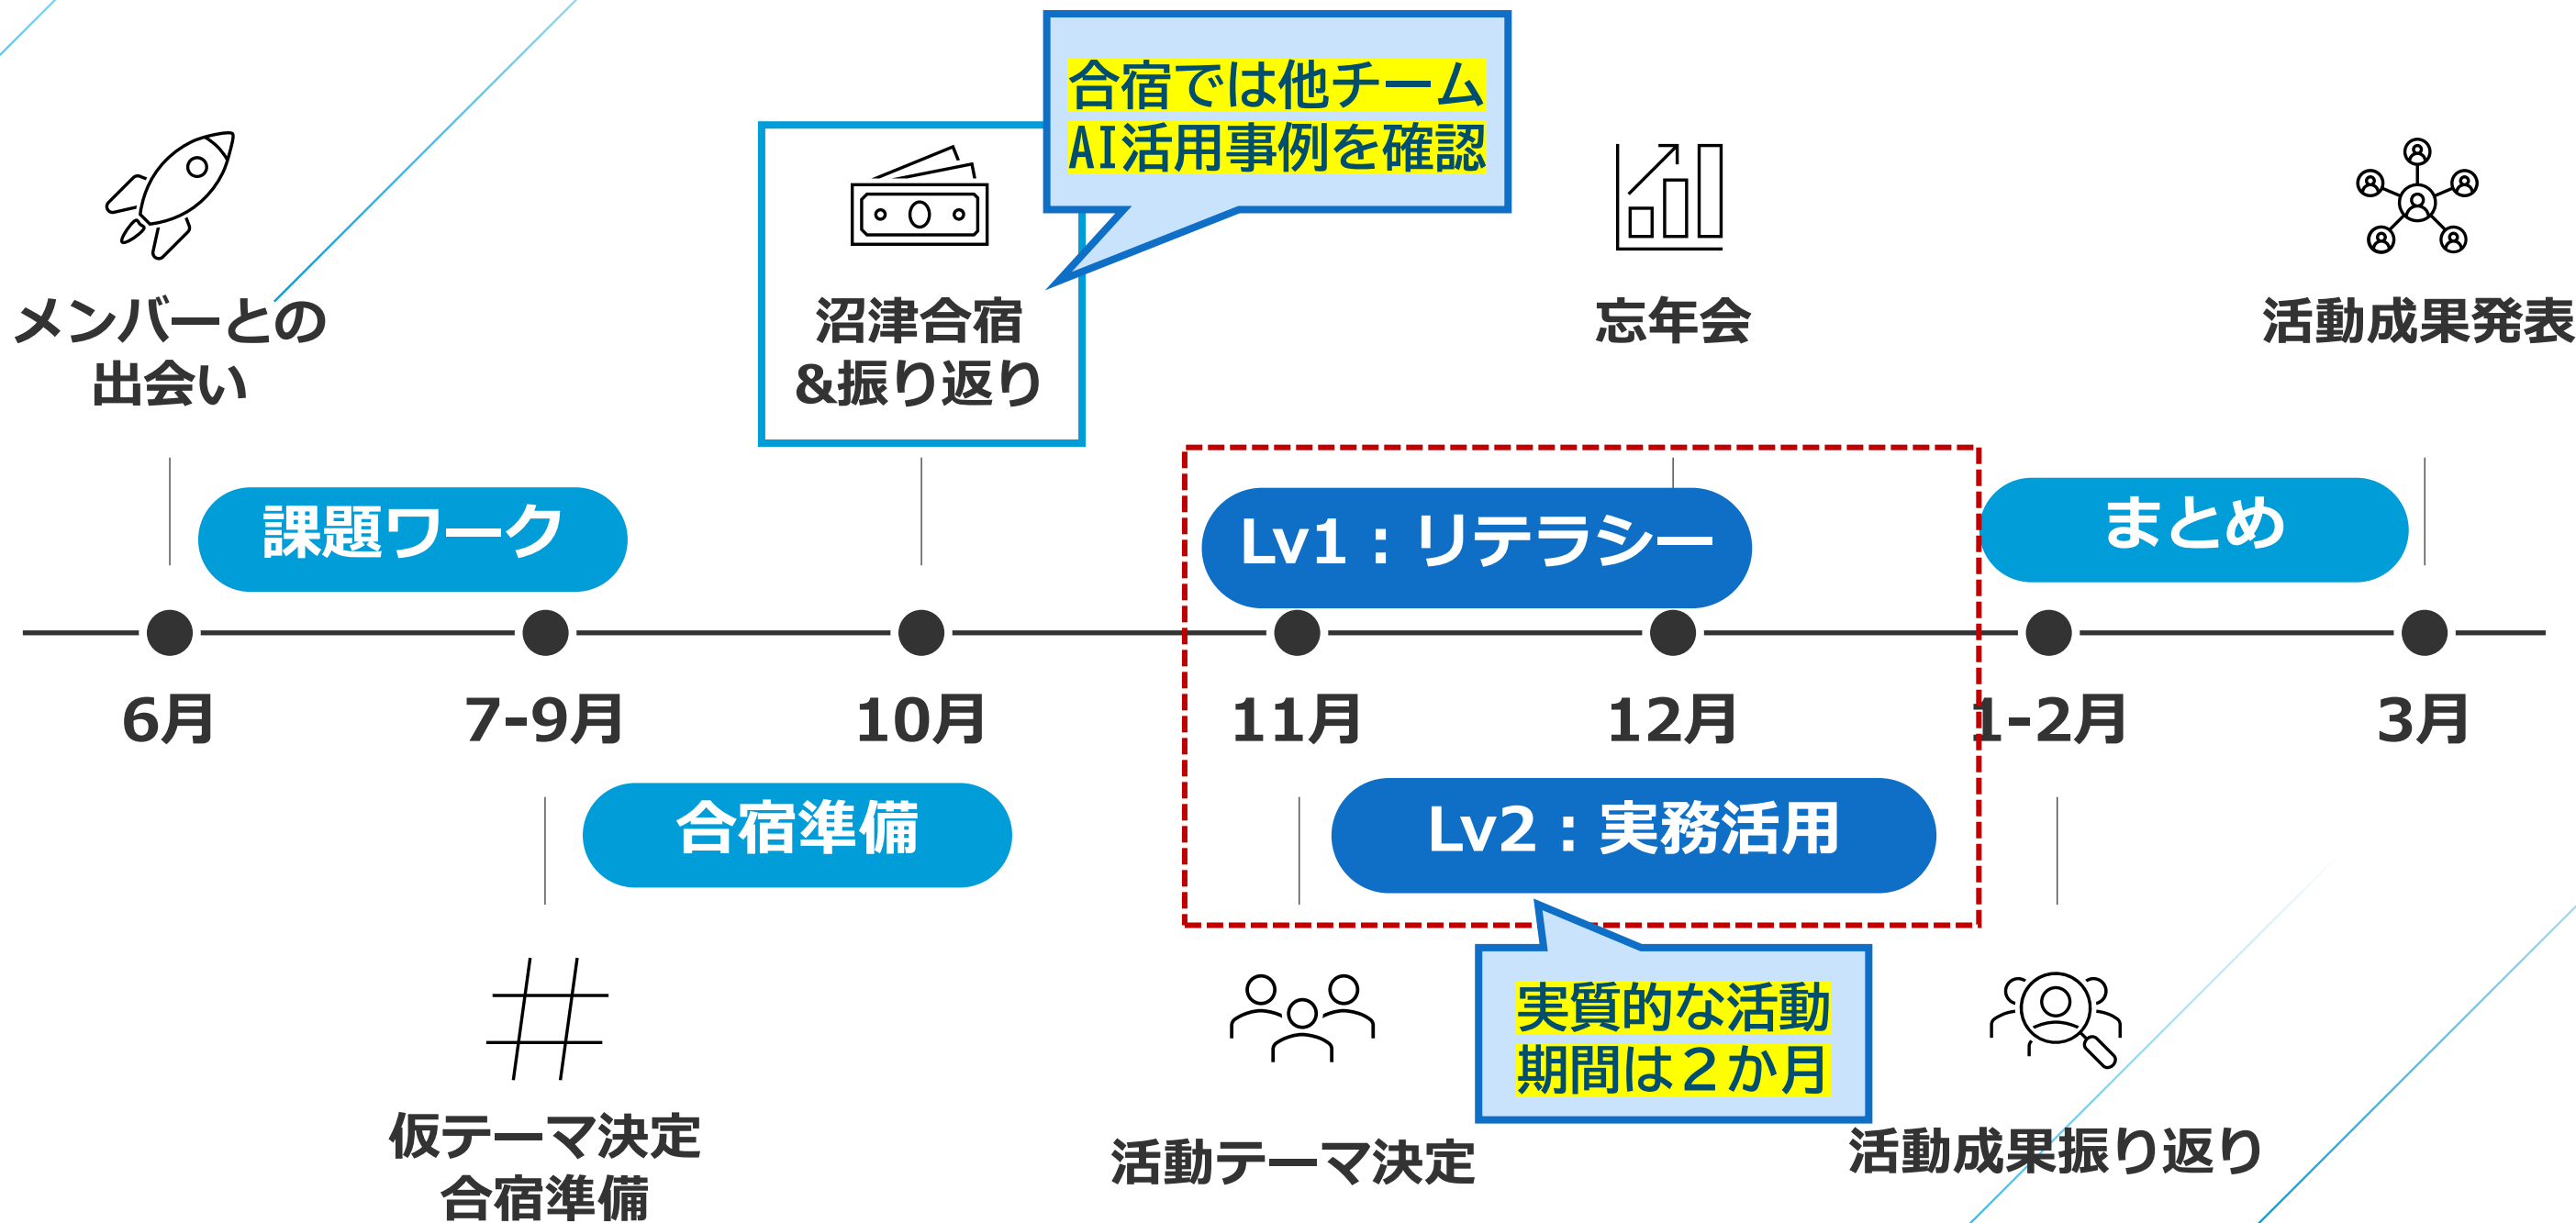 合宿では他チーム
AI活用事例を確認
メンバーとの
出会い
沼津合宿
&振り返り
忘年会
活動成果発表
課題ワーク
Lv1：リテラシー
まとめ
6月
7-9月
10月
11月
12月
1-2月
3月
合宿準備
Lv2：実務活用
実質的な活動
期間は２か月
仮テーマ決定
合宿準備
活動テーマ決定
活動成果振り返り